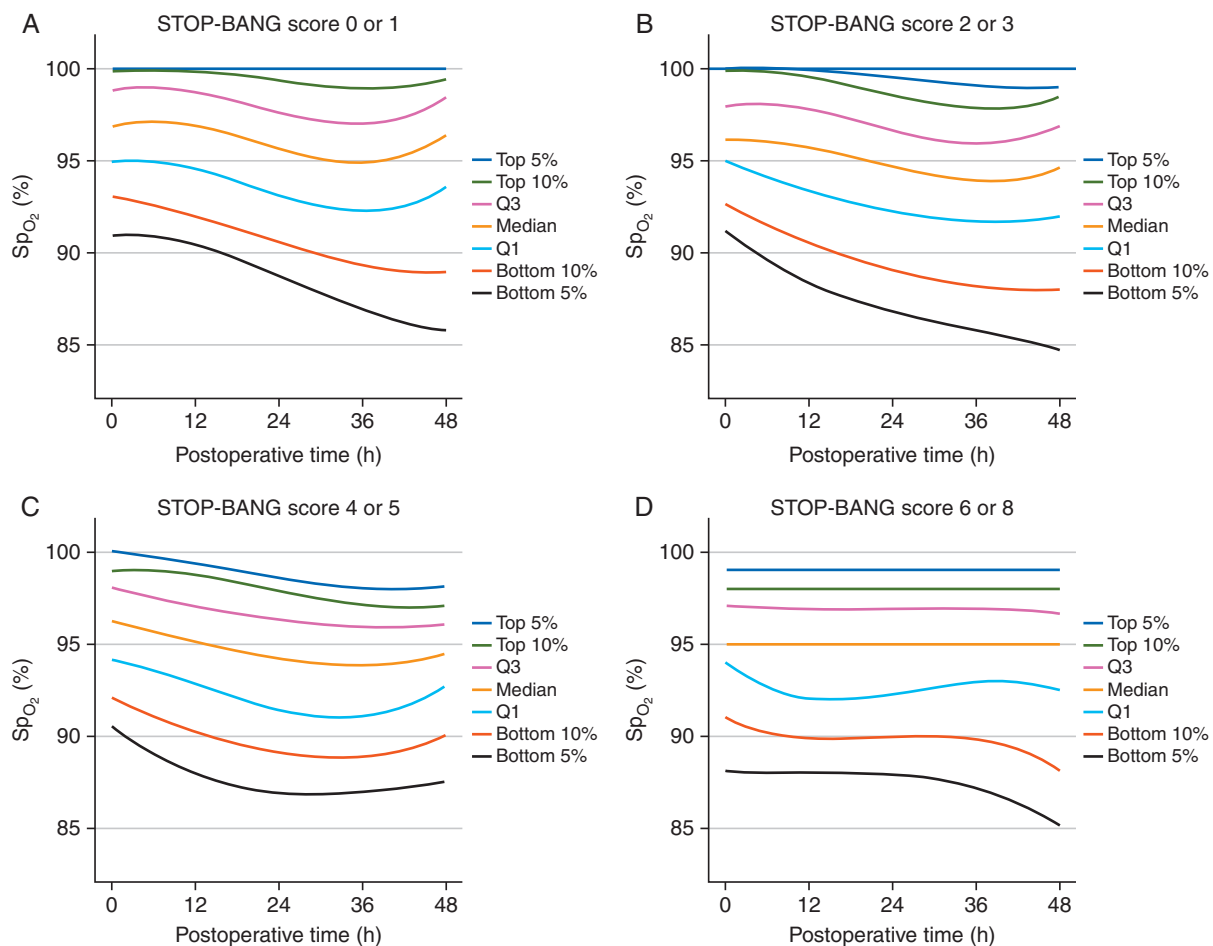 A
STOP-BANG score 0 or 1
100
95
90
85
SpO2 (%)
0 12 24 36 48
Postoperative time (h)
Top 5%
Top 10%
Q3
Median
Q1
Bottom 10%
Bottom 5%
B
STOP-BANG score 2 or 3
100
95
90
85
SpO2 (%)
0 12 24 36 48
Postoperative time (h)
Top 5%
Top 10%
Q3
Median
Q1
Bottom 10%
Bottom 5%
C
STOP-BANG score 4 or 5
100
95
90
85
SpO2 (%)
0 12 24 36 48
Postoperative time (h)
Top 5%
Top 10%
Q3
Median
Q1
Bottom 10%
Bottom 5%
D
STOP-BANG score 6 or 8
100
95
90
85
SpO2 (%)
0 12 24 36 48
Postoperative time (h)
Top 5%
Top 10%
Q3
Median
Q1
Bottom 10%
Bottom 5%